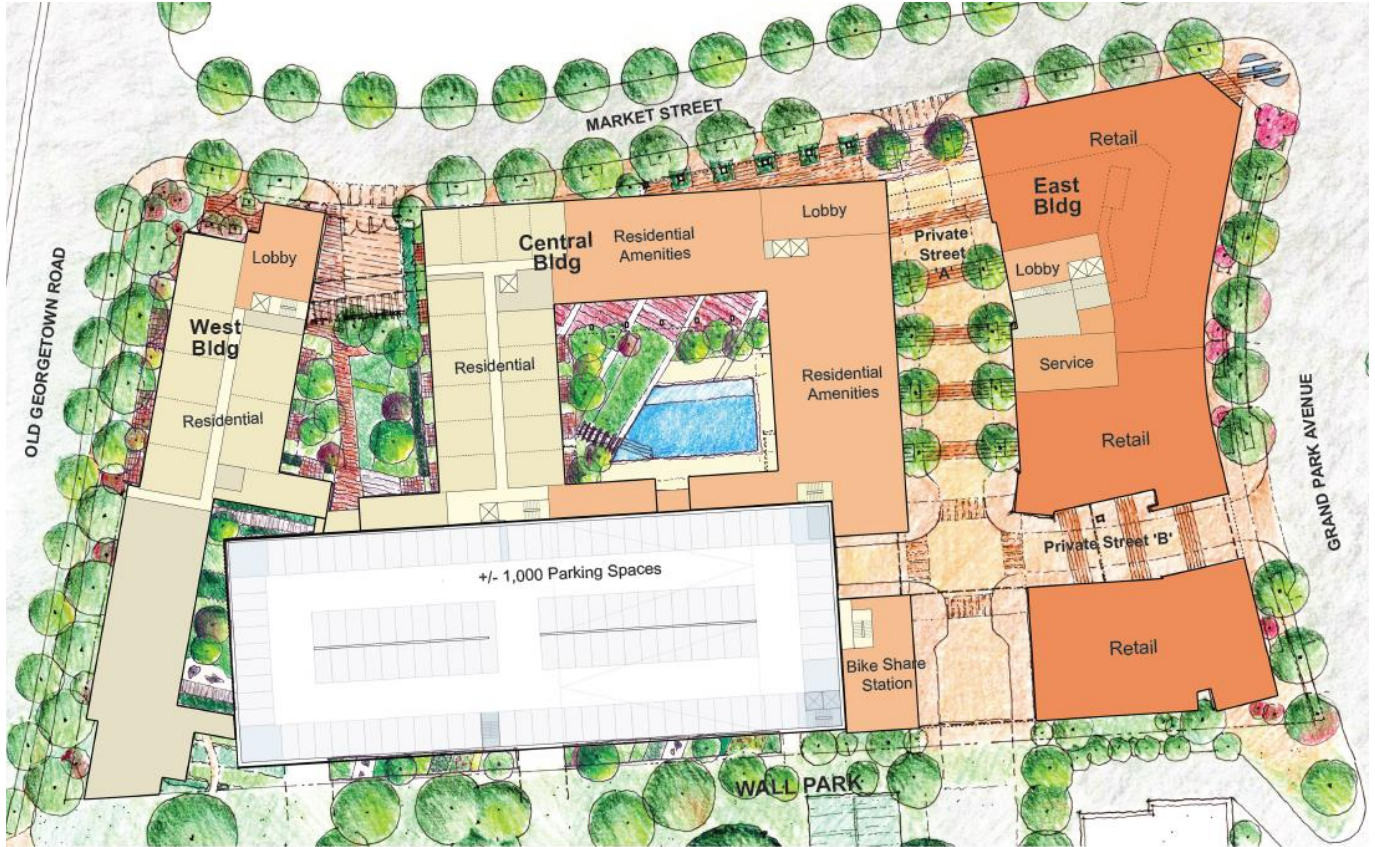 MARKET STREET
Retail
East
Bldg
Lobby
Residential
Amenities
Central
Bldg
Private
Street
'A'
Lobby
Lobby
OLD GEORGETOWN ROAD
West
Bldg
Residential
Service
Residential
Amenities
Residential
Retail
GRAND PARK AVENUE
Private Street 'B'
+/- 1,000 Parking Spaces
Retail
Bike Share
Station
WALL PARK